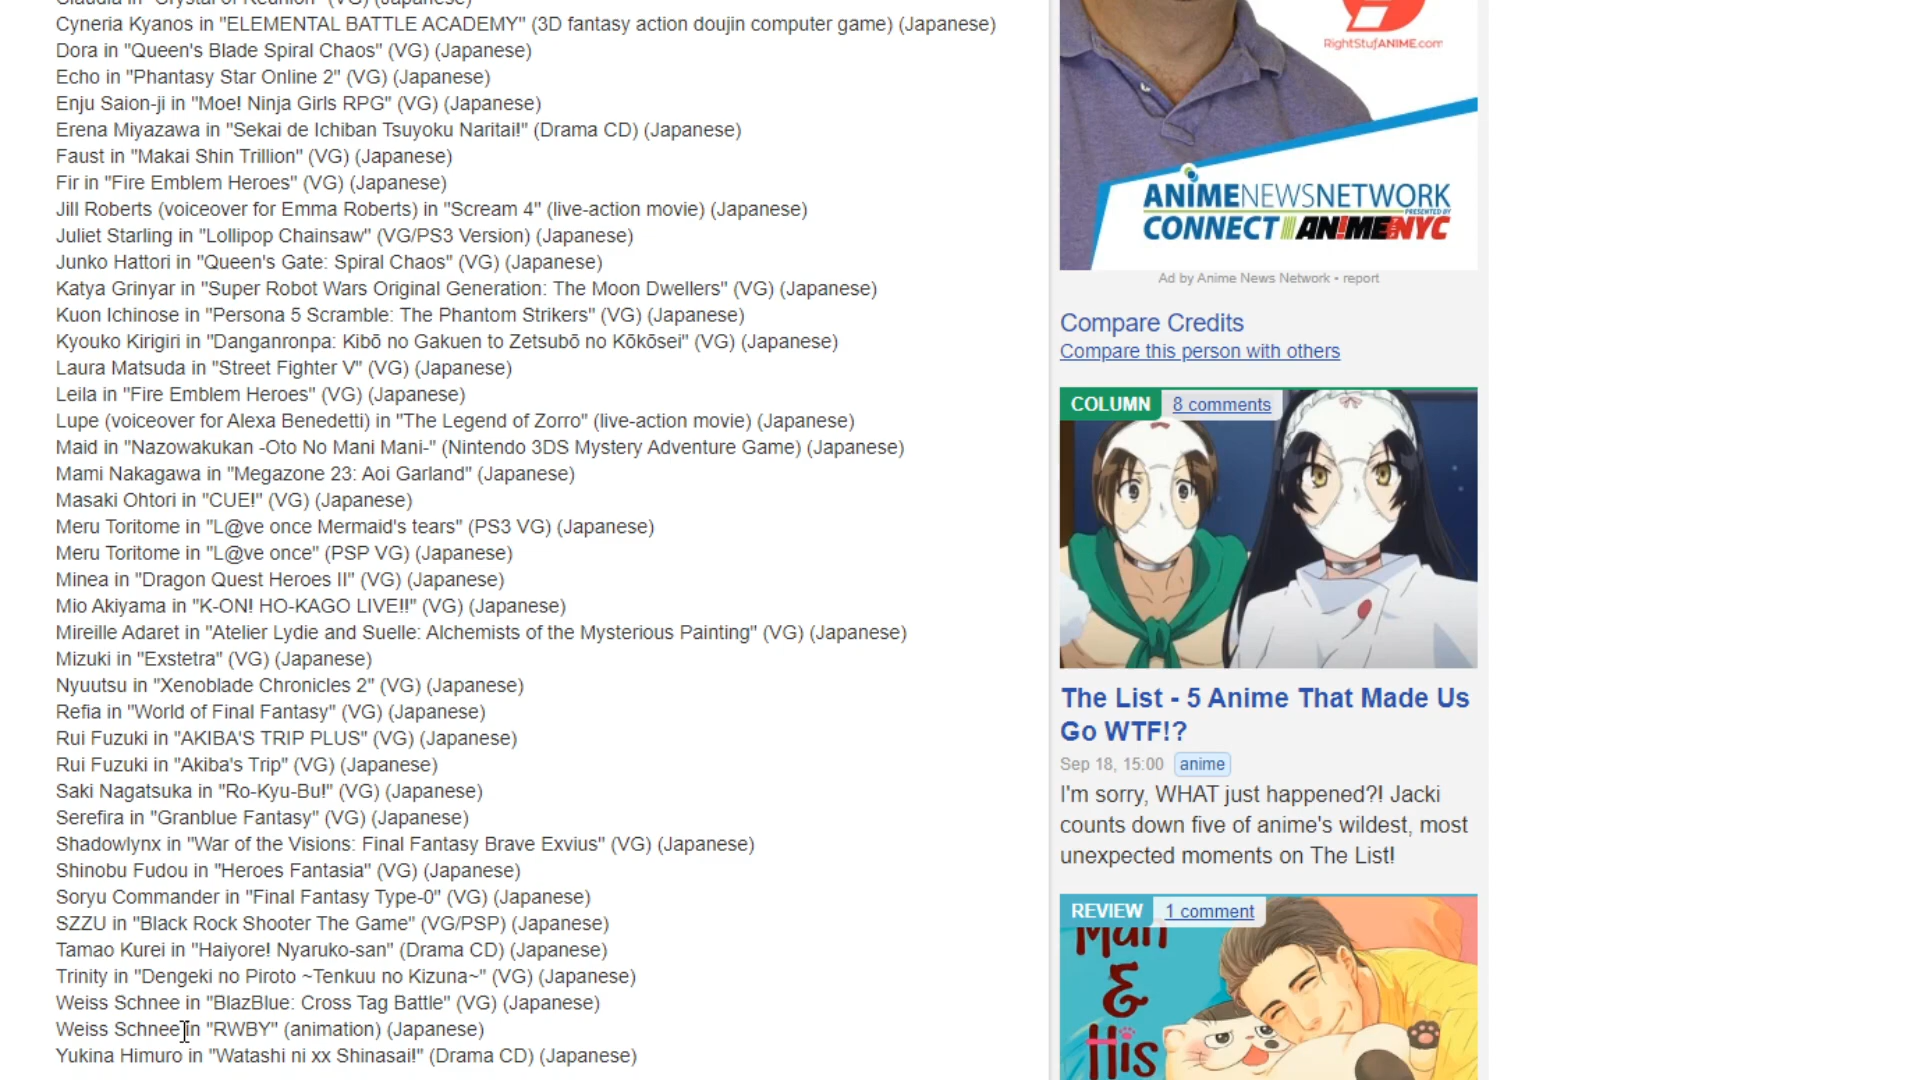 Claudia in "Crystal of Reunion" (VG) (Japanese)
Cyneria Kyanos in "ELEMENTAL BATTLE ACADEMY" (3D fantasy action doujin computer game) (Japanese)
Dora in "Queen's Blade Spiral Chaos" (VG) (Japanese)
Echo in "Phantasy Star Online 2" (VG) (Japanese)
Enju Saion-ji in "Moe! Ninja Girls RPG" (VG) (Japanese)
Erena Miyazawa in "Sekai de Ichiban Tsuyoku Naritai!" (Drama CD) (Japanese)
Faust in "Makai Shin Trillion" (VG) (Japanese)
Fir in "Fire Emblem Heroes" (VG) (Japanese)
Jill Roberts (voiceover for Emma Roberts) in "Scream 4" (live-action movie) (Japanese)
Juliet Starling in "Lollipop Chainsaw" (VG/PS3 Version) (Japanese)
Junko Hattori in "Queen's Gate: Spiral Chaos" (VG) (Japanese)
Katya Grinyar in "Super Robot Wars Original Generation: The Moon Dwellers" (VG) (Japanese)
Kuon Ichinose in "Persona 5 Scramble: The Phantom Strikers" (VG) (Japanese)
Kyouko Kirigiri in "Danganronpa: Kibō no Gakuen to Zetsubō no Kōkōsei" (VG) (Japanese)
Laura Matsuda in "Street Fighter V" (VG) (Japanese)
Leila in "Fire Emblem Heroes" (VG) (Japanese)
Lupe (voiceover for Alexa Benedetti) in "The Legend of Zorro" (live-action movie) (Japanese)
Maid in "Nazowakukan -Oto No Mani Mani-" (Nintendo 3DS Mystery Adventure Game) (Japanese)
Mami Nakagawa in "Megazone 23: Aoi Garland" (Japanese)
Masaki Ohtori in "CUE!" (VG) (Japanese)
Meru Toritome in "L@ve once Mermaid's tears" (PS3 VG) (Japanese)
Meru Toritome in "L@ve once" (PSP VG) (Japanese)
Minea in "Dragon Quest Heroes II" (VG) (Japanese)
Mio Akiyama in "K-ON! HO-KAGO LIVE!!" (VG) (Japanese)
Mireille Adaret in "Atelier Lydie and Suelle: Alchemists of the Mysterious Painting" (VG) (Japanese)
Mizuki in "Exstetra" (VG) (Japanese)
Nyuutsu in "Xenoblade Chronicles 2" (VG) (Japanese)
Refia in "World of Final Fantasy" (VG) (Japanese)
Rui Fuzuki in "AKIBA'S TRIP PLUS" (VG) (Japanese)
Rui Fuzuki in "Akiba's Trip" (VG) (Japanese)
Saki Nagatsuka in "Ro-Kyu-Bu!" (VG) (Japanese)
Serefira in "Granblue Fantasy" (VG) (Japanese)
Shadowlynx in "War of the Visions: Final Fantasy Brave Exvius" (VG) (Japanese)
Shinobu Fudou in "Heroes Fantasia" (VG) (Japanese)
Soryu Commander in "Final Fantasy Type-0" (VG) (Japanese)
SZZU in "Black Rock Shooter The Game" (VG/PSP) (Japanese)
Tamao Kurei in "Haiyore! Nyaruko-san" (Drama CD) (Japanese)
Trinity in "Dengeki no Piroto ~Tenkuu no Kizuna~" (VG) (Japanese)
Weiss Schnee in "BlazBlue: Cross Tag Battle" (VG) (Japanese)
Weiss Schnee in "RWBY" (animation) (Japanese)
Yukina Himuro in "Watashi ni xx Shinasai!" (Drama CD) (Japanese)
RightStufANIME.com
ANIMENEWSNETWORK
PRESENTED BY
CONNECT ANIMENYC
Ad by Anime News Network • report
Compare Credits
Compare this person with others
COLUMN 8 comments
The List - 5 Anime That Made Us
Go WTF!?
Sep 18, 15:00 anime
I'm sorry, WHAT just happened?! Jacki
counts down five of anime's wildest, most
unexpected moments on The List!
REVIEW 1 comment
Man
&
His